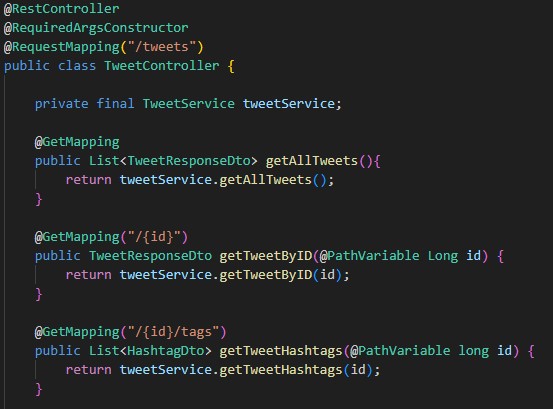 @RestController
@RequiredArgsConstructor
@RequestMapping("/tweets")
public class TweetController {
private final TweetService tweetService;
@GetMapping
public List<TweetResponseDto> getAllTweets(){
return tweetService.getAllTweets();
}
@GetMapping("/{id}")
public TweetResponseDto getTweetByID(@PathVariable Long id) {
return tweetService.getTweetByID(id);
}
@GetMapping("/{id}/tags")
public List<HashtagDto> getTweetHashtags(@PathVariable long id) {
return tweetService.getTweetHashtags(id);
}